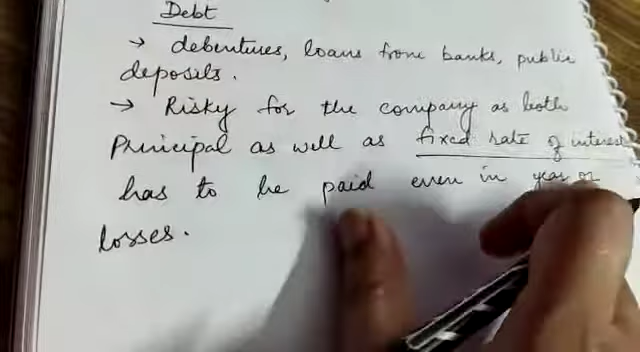 Debt
→ debentures, loans from banks, public
deposits.
→ Risky for the company as both
Principal as well as fixed rate of interest
has to be paid even in year of
losses.